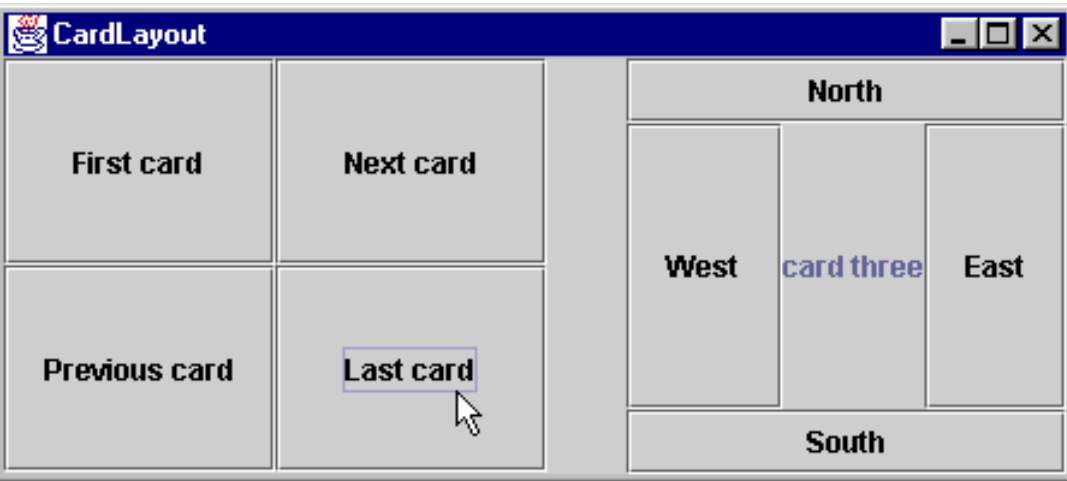 CardLayout
First card
Next card
Previous card
Last card
North
West
card three
East
South